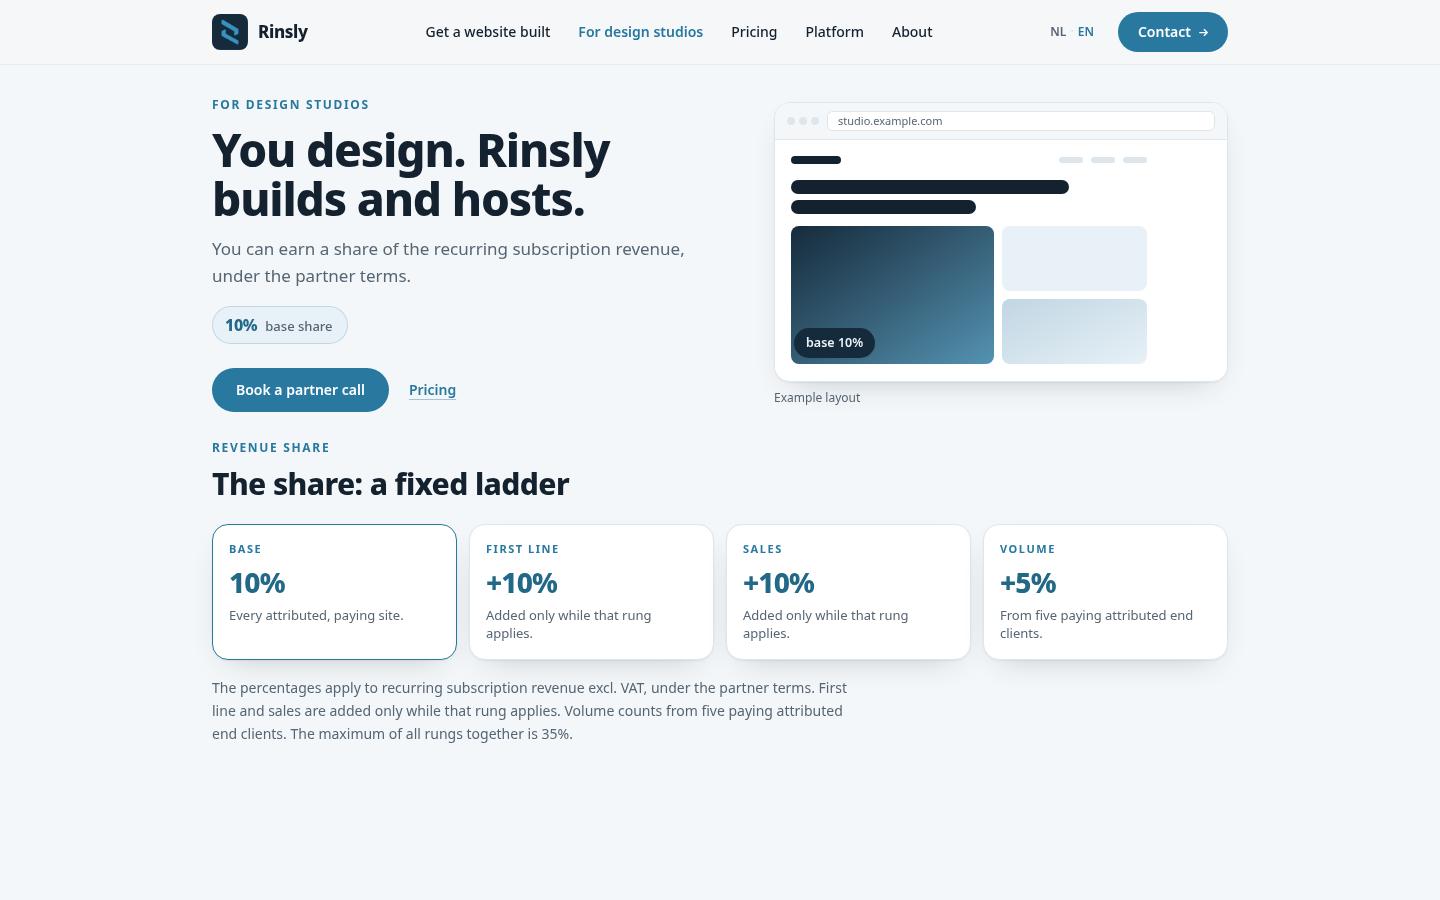 Rinsly
Get a website built
For design studios
Pricing
Platform
About
NL · EN
Contact →
FOR DESIGN STUDIOS
You design. Rinsly
builds and hosts.
You can earn a share of the recurring subscription revenue,
under the partner terms.
10% base share
Book a partner call
Pricing
studio.example.com
base 10%
Example layout
REVENUE SHARE
The share: a fixed ladder
BASE
10%
Every attributed, paying site.
FIRST LINE
+10%
Added only while that rung
applies.
SALES
+10%
Added only while that rung
applies.
VOLUME
+5%
From five paying attributed end
clients.
The percentages apply to recurring subscription revenue excl. VAT, under the partner terms. First
line and sales are added only while that rung applies. Volume counts from five paying attributed
end clients. The maximum of all rungs together is 35%.